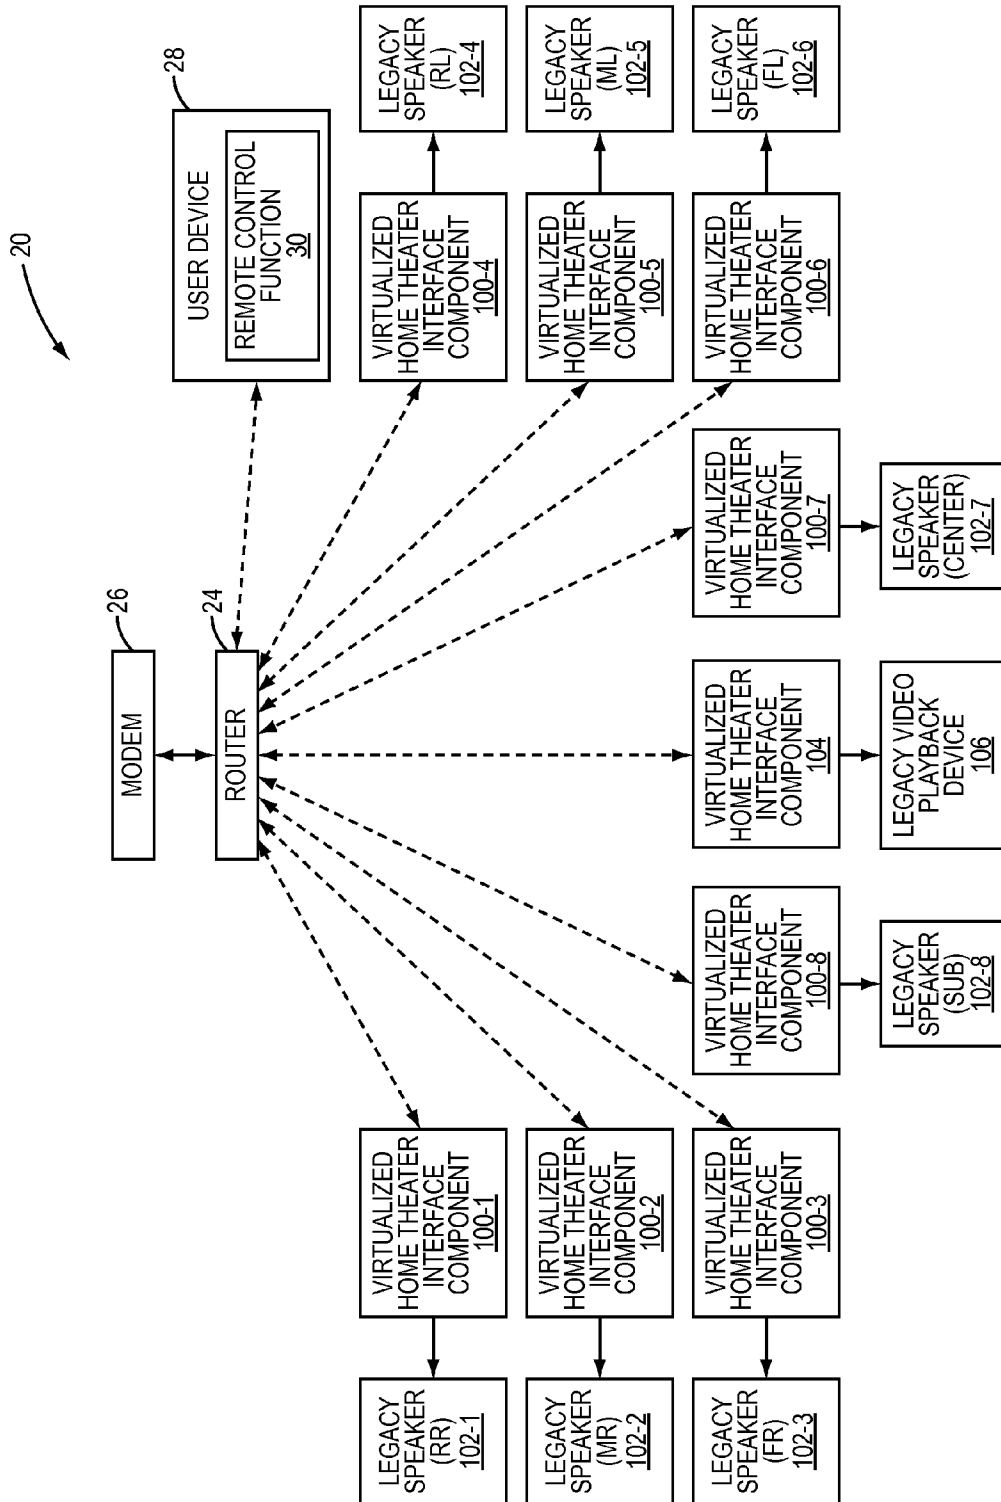 20
MODEM
26
ROUTER
24
USER DEVICE
28
REMOTE CONTROL
FUNCTION
30
LEGACY
SPEAKER
(RR)
102-1
VIRTUALIZED
HOME THEATER
INTERFACE
COMPONENT
100-1
VIRTUALIZED
HOME THEATER
INTERFACE
COMPONENT
100-4
LEGACY
SPEAKER
(RL)
102-4
LEGACY
SPEAKER
(MR)
102-2
VIRTUALIZED
HOME THEATER
INTERFACE
COMPONENT
100-2
VIRTUALIZED
HOME THEATER
INTERFACE
COMPONENT
100-5
LEGACY
SPEAKER
(ML)
102-5
LEGACY
SPEAKER
(FR)
102-3
VIRTUALIZED
HOME THEATER
INTERFACE
COMPONENT
100-3
VIRTUALIZED
HOME THEATER
INTERFACE
COMPONENT
100-8
VIRTUALIZED
HOME THEATER
INTERFACE
COMPONENT
104
VIRTUALIZED
HOME THEATER
INTERFACE
COMPONENT
100-7
VIRTUALIZED
HOME THEATER
INTERFACE
COMPONENT
100-6
LEGACY
SPEAKER
(FL)
102-6
LEGACY
SPEAKER
(SUB)
102-8
LEGACY VIDEO
PLAYBACK
DEVICE
106
LEGACY
SPEAKER
(CENTER)
102-7